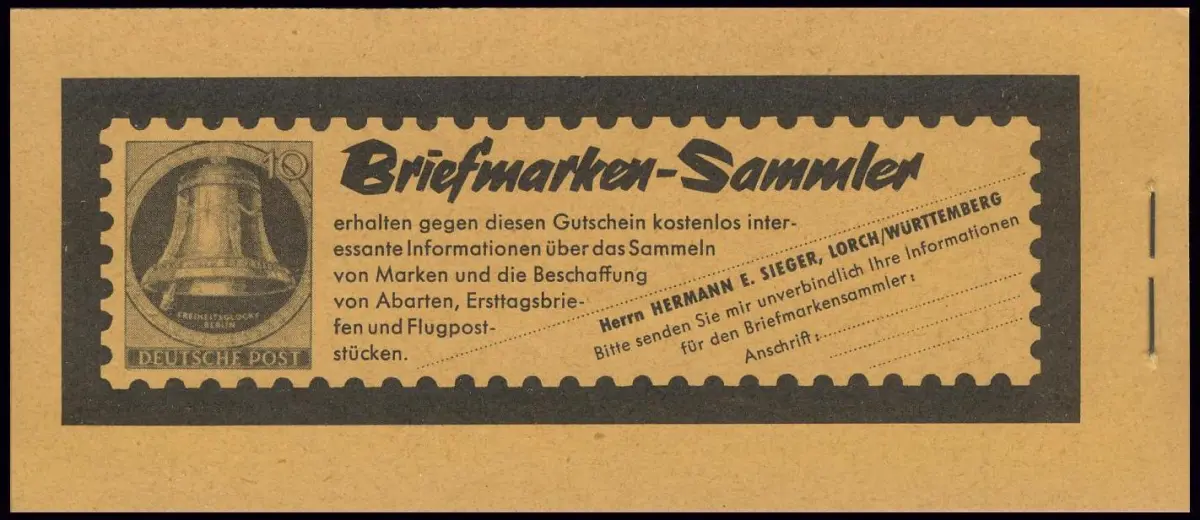 10
FREIHEITSGLOCKE
BERLIN
DEUTSCHE POST
Briefmarken-Sammler
erhalten gegen diesen Gutschein kostenlos inter-
essante Informationen über das Sammeln
von Marken und die Beschaffung
von Abarten, Ersttagsbrie-
fen und Flugpost-
stücken.
Herrn HERMANN E. SIEGER, LORCH/WÜRTTEMBERG
Bitte senden Sie mir unverbindlich Ihre Informationen
für den Briefmarkensammler:
Anschrift: